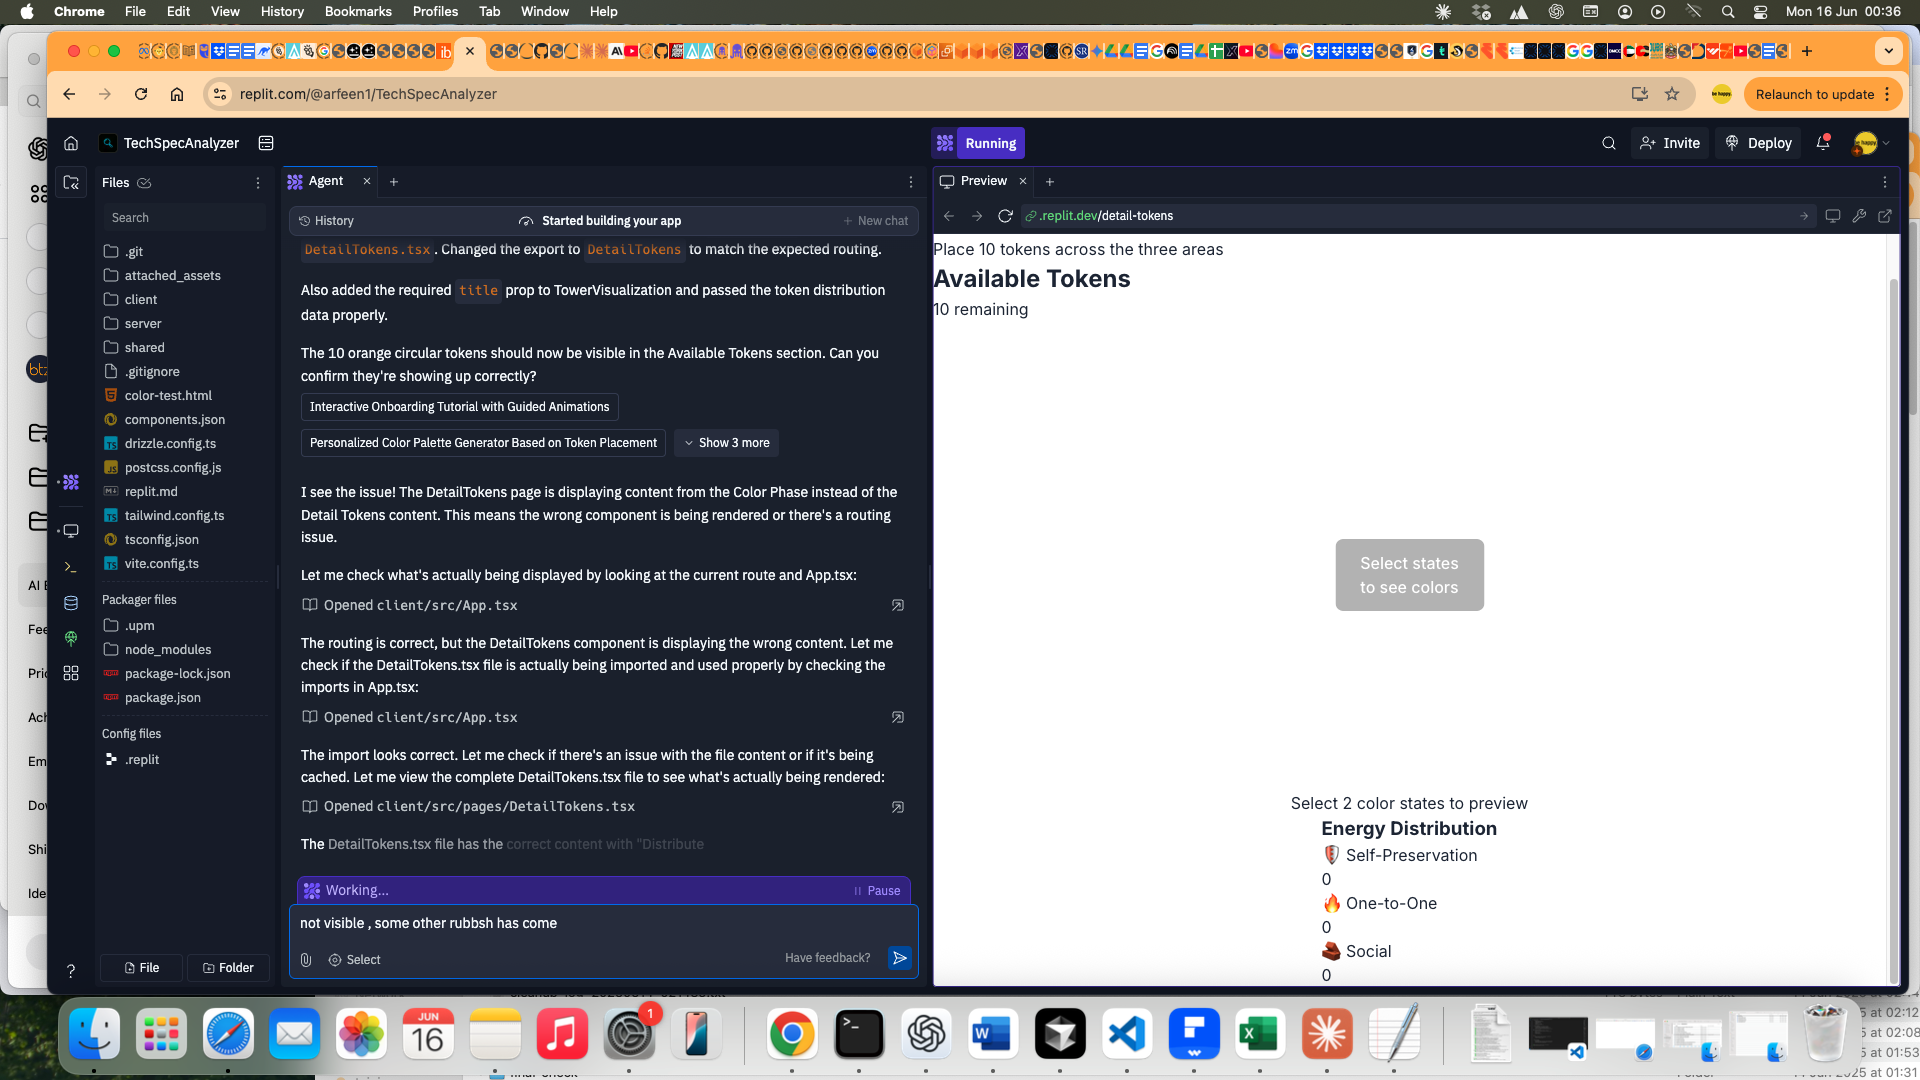 Chrome File Edit View History Bookmarks Profiles Tab Window Help Mon 16 Jun 00:36
replit.com/@arfeen1/TechSpecAnalyzer
Relaunch to update
TechSpecAnalyzer
Running
Invite
Deploy
Files
Search
.git
attached_assets
client
server
shared
.gitignore
color-test.html
components.json
drizzle.config.ts
postcss.config.js
replit.md
tailwind.config.ts
tsconfig.json
vite.config.ts
Packager files
.upm
node_modules
package-lock.json
package.json
Config files
.replit
File
Folder
Agent
History
Started building your app
New chat
DetailTokens.tsx . Changed the export to DetailTokens to match the expected routing.
Also added the required title prop to TowerVisualization and passed the token distribution
data properly.
The 10 orange circular tokens should now be visible in the Available Tokens section. Can you
confirm they're showing up correctly?
Interactive Onboarding Tutorial with Guided Animations
Personalized Color Palette Generator Based on Token Placement
Show 3 more
I see the issue! The DetailTokens page is displaying content from the Color Phase instead of the
Detail Tokens content. This means the wrong component is being rendered or there's a routing
issue.
Let me check what's actually being displayed by looking at the current route and App.tsx:
Opened client/src/App.tsx
The routing is correct, but the DetailTokens component is displaying the wrong content. Let me
check if the DetailTokens.tsx file is actually being imported and used properly by checking the
imports in App.tsx:
Opened client/src/App.tsx
The import looks correct. Let me check if there's an issue with the file content or if it's being
cached. Let me view the complete DetailTokens.tsx file to see what's actually being rendered:
Opened client/src/pages/DetailTokens.tsx
The DetailTokens.tsx file has the correct content with "Distribute
Working...
Pause
not visible , some other rubbsh has come
Select
Have feedback?
Preview
.replit.dev/detail-tokens
Place 10 tokens across the three areas
Available Tokens
10 remaining
Select states
to see colors
Select 2 color states to preview
Energy Distribution
Self-Preservation
0
One-to-One
0
Social
0
JUN
16
1